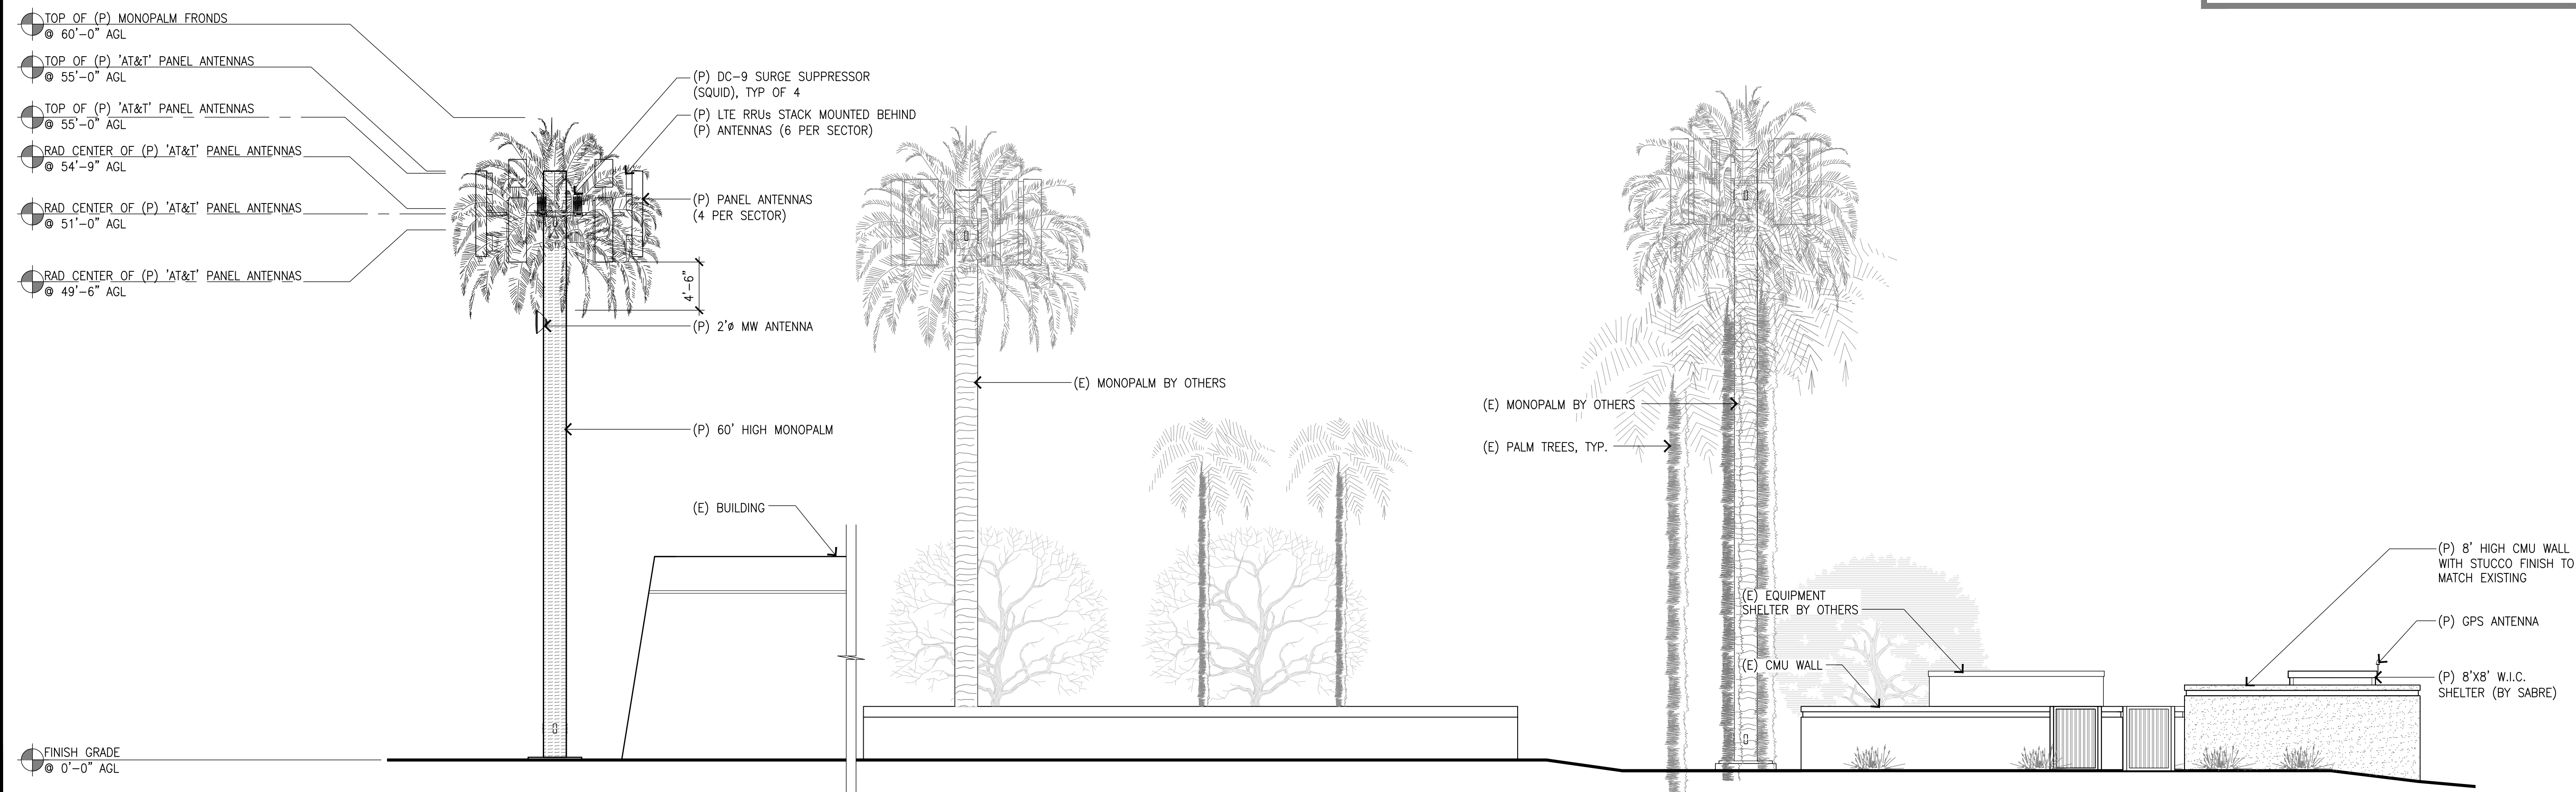 TOP OF (P) MONOPALM FRONDS
@ 60'-0" AGL
TOP OF (P) 'AT&T' PANEL ANTENNAS
@ 55'-0" AGL
TOP OF (P) 'AT&T' PANEL ANTENNAS
@ 55'-0" AGL
RAD CENTER OF (P) 'AT&T' PANEL ANTENNAS
@ 54'-9" AGL
RAD CENTER OF (P) 'AT&T' PANEL ANTENNAS
@ 51'-0" AGL
RAD CENTER OF (P) 'AT&T' PANEL ANTENNAS
@ 49'-6" AGL
FINISH GRADE
@ 0'-0" AGL
(P) DC-9 SURGE SUPPRESSOR
(SQUID), TYP OF 4
(P) LTE RRUs STACK MOUNTED BEHIND
(P) ANTENNAS (6 PER SECTOR)
(P) PANEL ANTENNAS
(4 PER SECTOR)
4'-6"
(P) 2'ø MW ANTENNA
(P) 60' HIGH MONOPALM
(E) BUILDING
(E) MONOPALM BY OTHERS
(E) MONOPALM BY OTHERS
(E) PALM TREES, TYP.
(E) EQUIPMENT
SHELTER BY OTHERS
(E) CMU WALL
(P) 8' HIGH CMU WALL
WITH STUCCO FINISH TO
MATCH EXISTING
(P) GPS ANTENNA
(P) 8'X8' W.I.C.
SHELTER (BY SABRE)